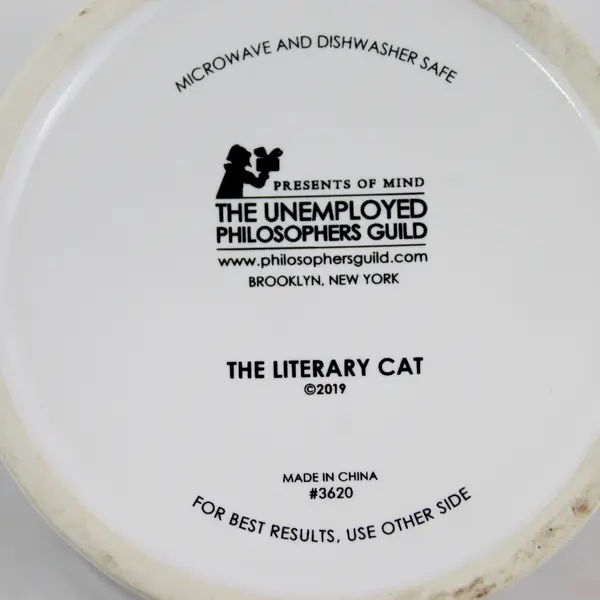 MICROWAVE AND DISHWASHER SAFE
PRESENTS OF MIND
THE UNEMPLOYED
PHILOSOPHERS GUILD
www.philosophersguild.com
BROOKLYN, NEW YORK
THE LITERARY CAT
©2019
MADE IN CHINA
#3620
FOR BEST RESULTS, USE OTHER SIDE